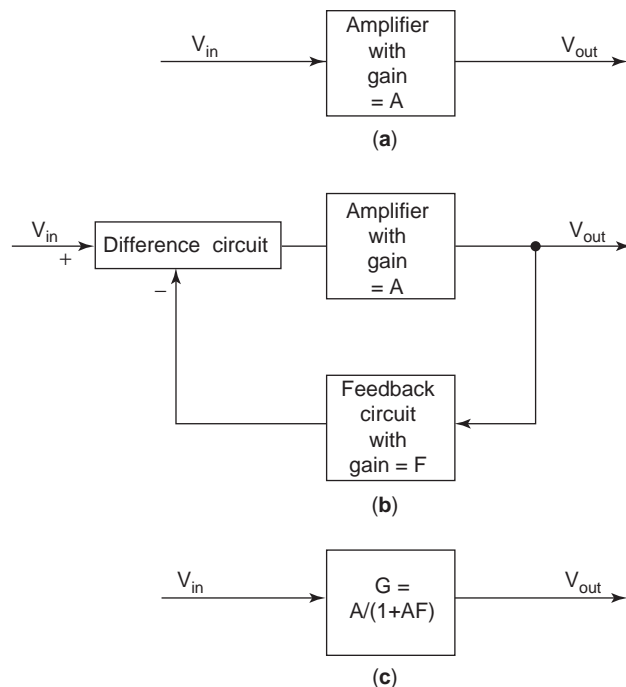 Amplifier
with
gain
= A
V_in
V_out
(a)
V_in
+
Difference circuit
−
Amplifier
with
gain
= A
V_out
Feedback
circuit
with
gain = F
(b)
V_in
G =
A/(1+AF)
V_out
(c)